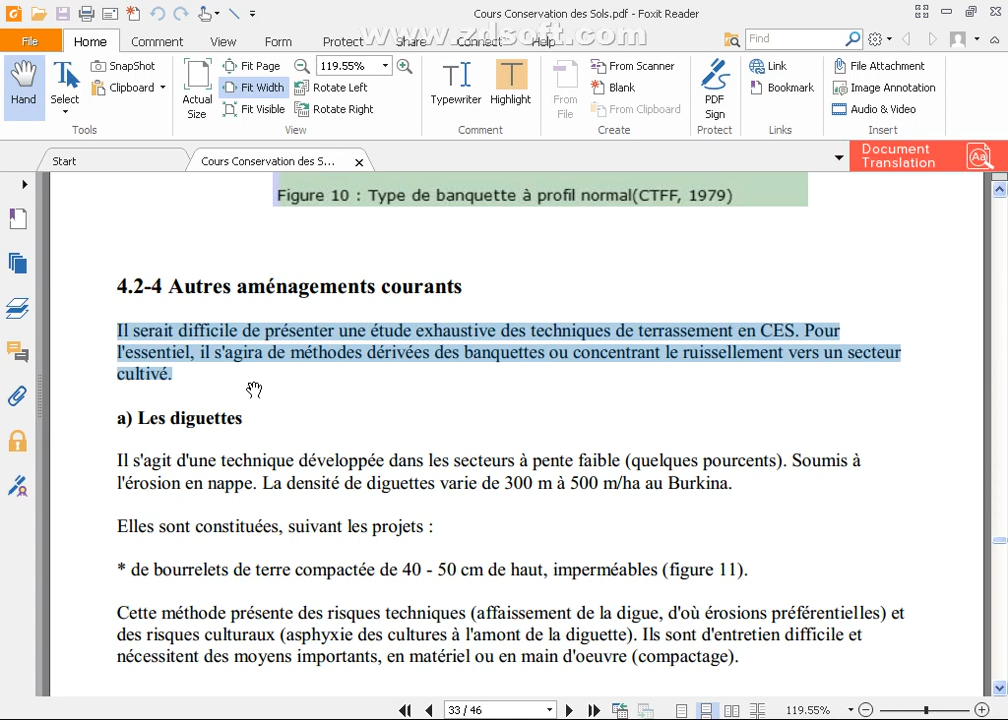 Cours Conservation des Sols.pdf - Foxit Reader
www.zdsoft.com
File Home Comment View Form Protect Share Connect Help Find
Hand Select SnapShot Clipboard Actual Size Fit Page Fit Width Fit Visible 119.55% Rotate Left Rotate Right Typewriter Highlight From File From Scanner Blank From Clipboard PDF Sign Link Bookmark File Attachment Image Annotation Audio & Video
Tools View Comment Create Protect Links Insert
Start Cours Conservation des S... Document Translation
Figure 10 : Type de banquette à profil normal(CTFF, 1979)
4.2-4 Autres aménagements courants
Il serait difficile de présenter une étude exhaustive des techniques de terrassement en CES. Pour
l'essentiel, il s'agira de méthodes dérivées des banquettes ou concentrant le ruissellement vers un secteur
cultivé.
a) Les diguettes
Il s'agit d'une technique développée dans les secteurs à pente faible (quelques pourcents). Soumis à
l'érosion en nappe. La densité de diguettes varie de 300 m à 500 m/ha au Burkina.
Elles sont constituées, suivant les projets :
* de bourrelets de terre compactée de 40 - 50 cm de haut, imperméables (figure 11).
Cette méthode présente des risques techniques (affaissement de la digue, d'où érosions préférentielles) et
des risques culturaux (asphyxie des cultures à l'amont de la diguette). Ils sont d'entretien difficile et
nécessitent des moyens importants, en matériel ou en main d'oeuvre (compactage).
33 / 46 119.55%